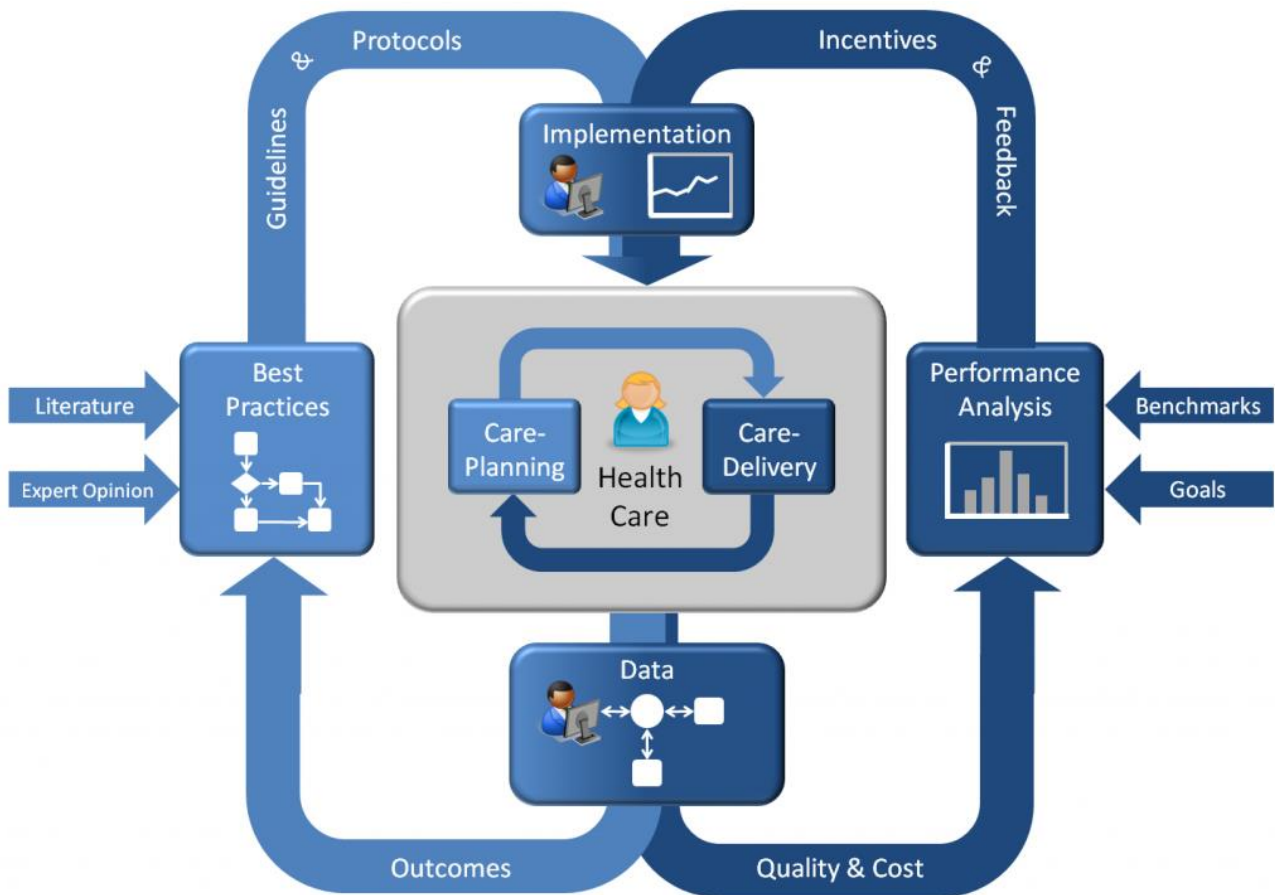 Protocols
&
Guidelines
Incentives
&
Feedback
Implementation
Best
Practices
Literature
Expert Opinion
Care-
Planning
Health
Care
Care-
Delivery
Performance
Analysis
Benchmarks
Goals
Data
Outcomes
Quality & Cost